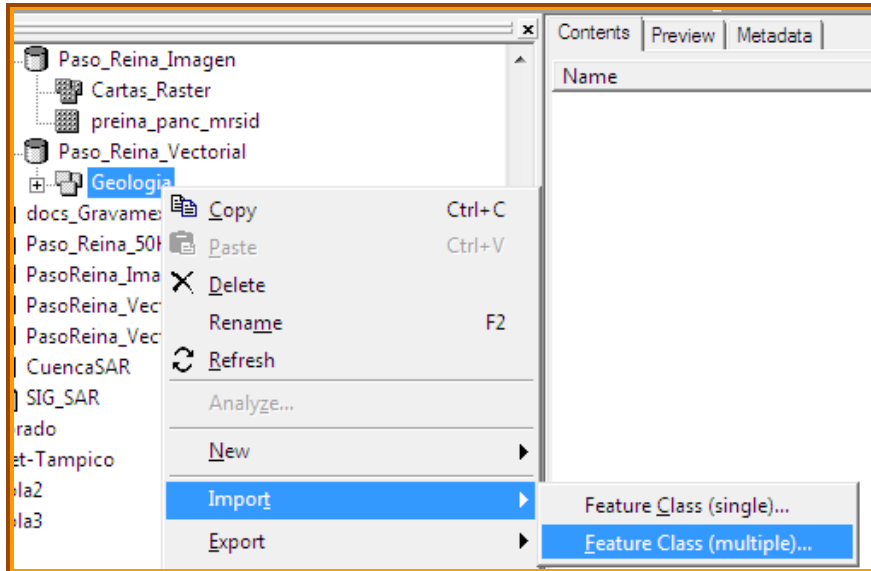 Contents Preview Metadata
Name
Paso_Reina_Imagen
Cartas_Raster
preina_panc_mrsid
Paso_Reina_Vectorial
Geologia
docs_Gravame
Paso_Reina_50
PasoReina_Ima
PasoReina_Vec
PasoReina_Vec
CuencaSAR
SIG_SAR
rado
et-Tampico
la2
la3
Copy Ctrl+C
Paste Ctrl+V
Delete
Rename F2
Refresh
Analyze...
New
Import
Export
Feature Class (single)...
Feature Class (multiple)...